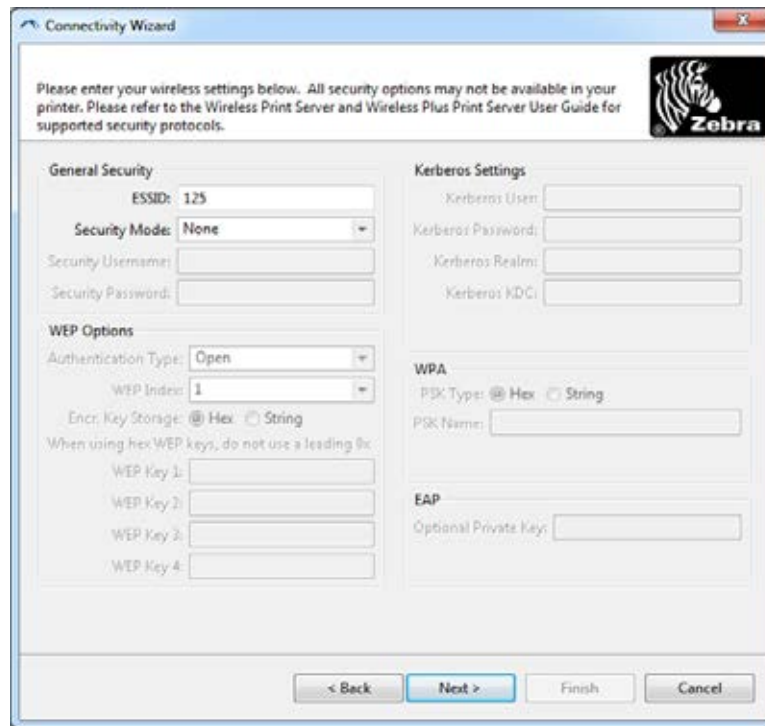 Connectivity Wizard
Please enter your wireless settings below. All security options may not be available in your
printer. Please refer to the Wireless Print Server and Wireless Plus Print Server User Guide for
supported security protocols.
Zebra
General Security
ESSID: 125
Security Mode: None
Security Username:
Security Password:
WEP Options
Authentication Type: Open
WEP Index: 1
Encr. Key Storage: Hex String
When using hex WEP keys, do not use a leading 0x
WEP Key 1:
WEP Key 2:
WEP Key 3:
WEP Key 4:
Kerberos Settings
Kerberos User:
Kerberos Password:
Kerberos Realm:
Kerberos KDC:
WPA
PSK Type: Hex String
PSK Name:
EAP
Optional Private Key:
< Back Next > Finish Cancel